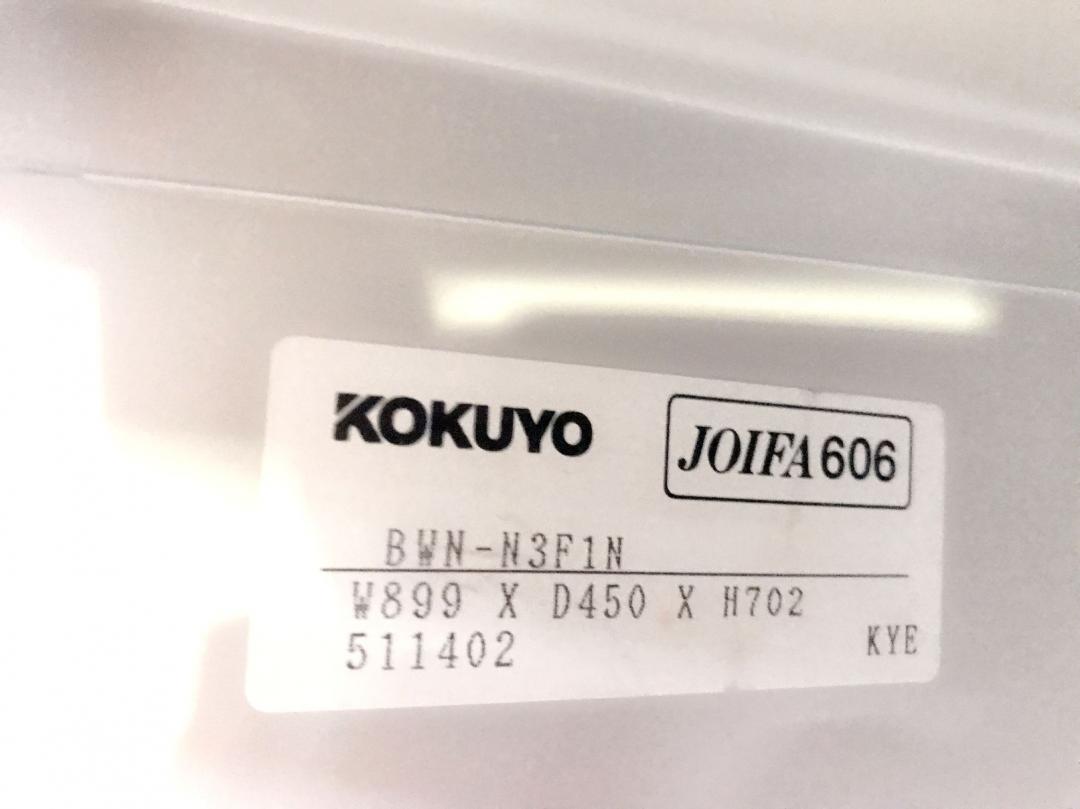 KOKUYO JOIFA606
BWN-N3F1N
W899 X D450 X H702
511402 KYE